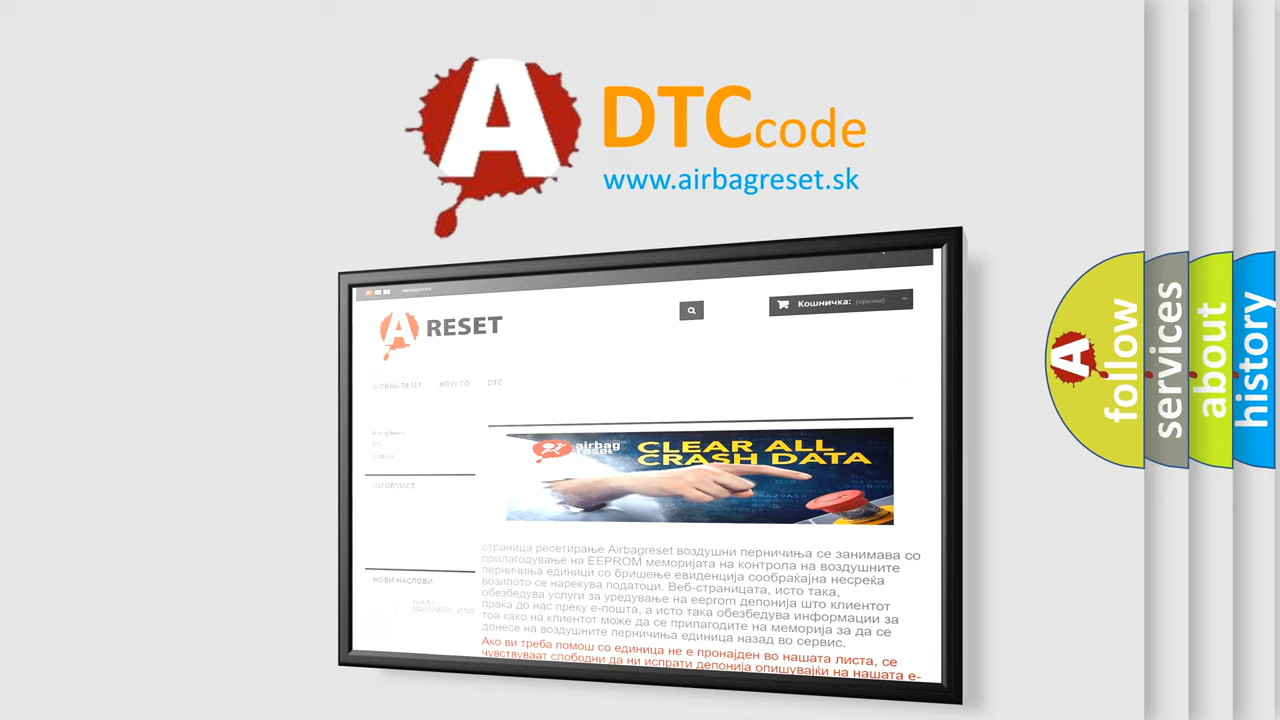 A
DTC code
www.airbagreset.sk
A RESET
Кошничка: (празна)
AIRBAG RESET HOW TO DTC
airbag
reset
CLEAR ALL
CRASH DATA
INFORMACE
страница ресетирање Airbagreset воздушни перничиња се занимава со
прилагодување на EEPROM меморијата на контрола на воздушните
перничиња единици со бришење евиденција сообраќајна несреќа
возилото се нарекува податоци. Веб-страницата, исто така,
обезбедува услуги за уредување на eeprom депонија што клиентот
праќа до нас преку е-пошта, а исто така обезбедува информации за
тоа како на клиентот може да се прилагодите на меморија за да се
донесе на воздушните перничиња единица назад во сервис.
Ако ви треба помош со единица не е пронајден во нашата листа, се
чувствуваат слободни да ни испрати депонија опишувајќи на нашата е-
НОВИ НАСЛОВИ
A
follow
services
about
history